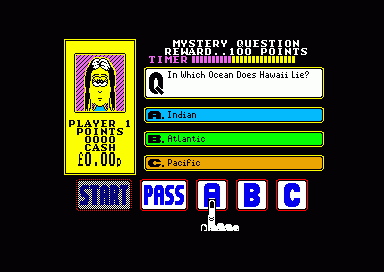 MYSTERY QUESTION
REWARD..100 POINTS
TIMER
Q In Which Ocean Does Hawaii Lie?
A. Indian
B. Atlantic
C. Pacific
PLAYER 1
POINTS
0000
CASH
£0.00p
START PASS A B C